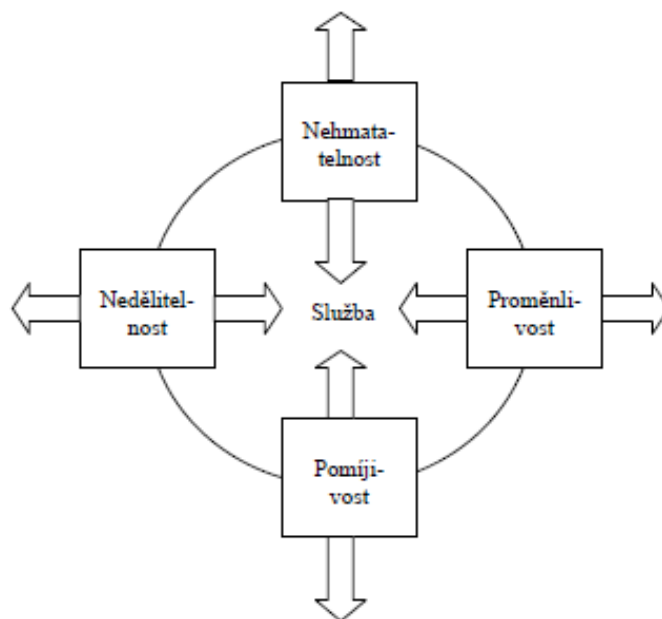 Nehmata-
telnost
Nedělitel-
nost
Služba
Proměnli-
vost
Pomíji-
vost